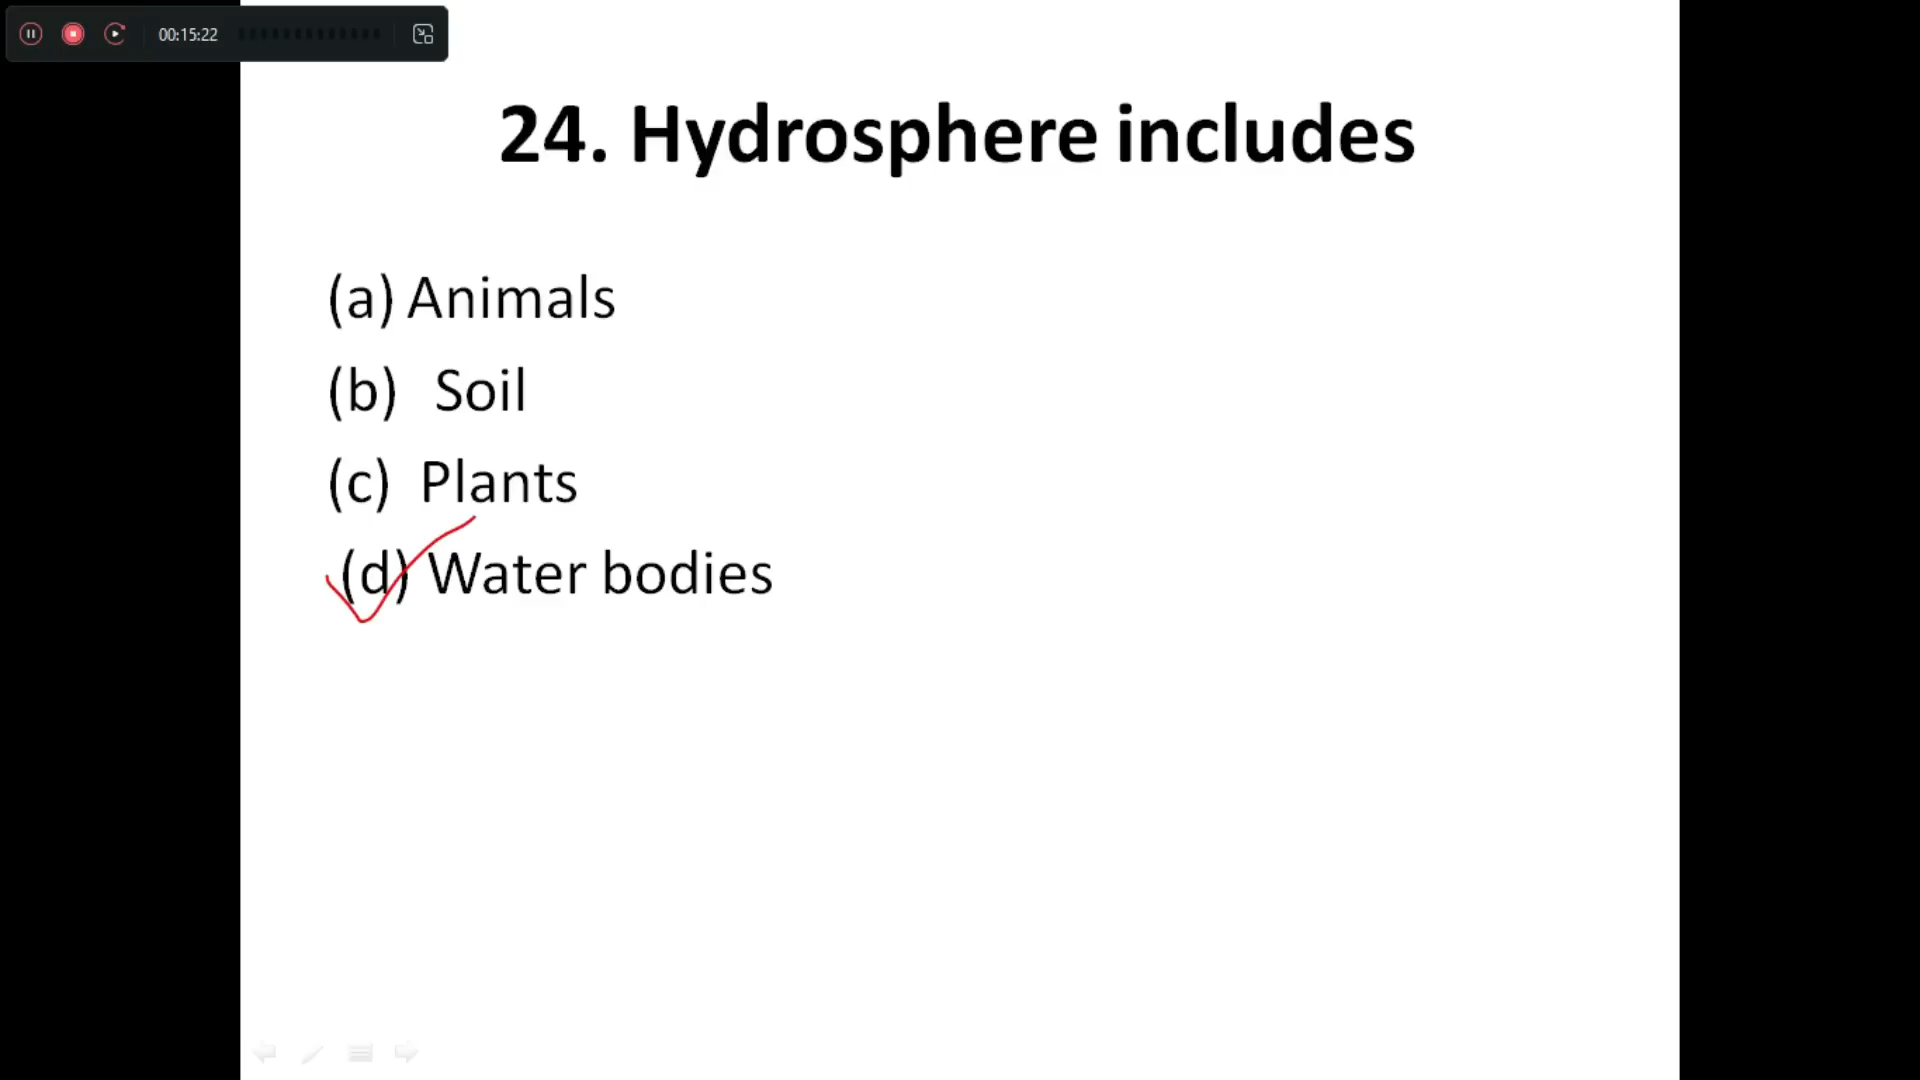 00:15:22
24. Hydrosphere includes
(a) Animals
(b) Soil
(c) Plants
(d) Water bodies